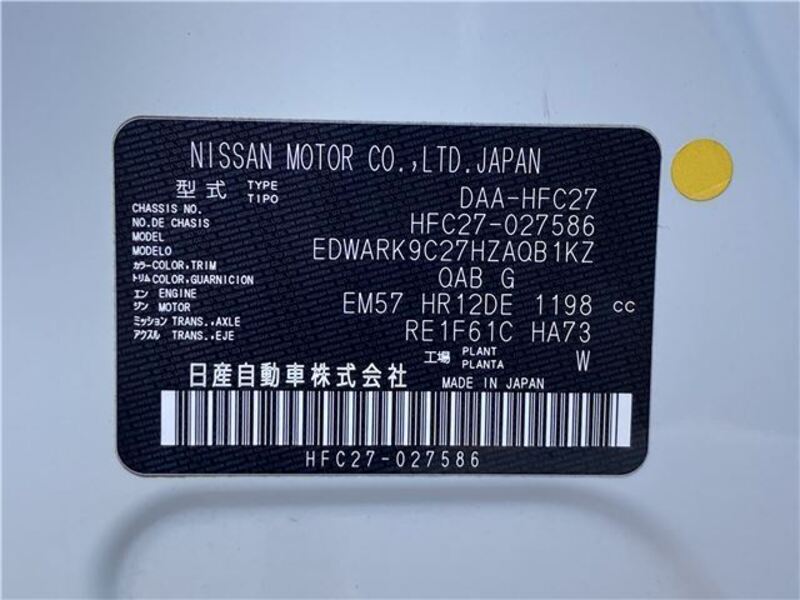 NISSAN MOTOR CO.,LTD.JAPAN
型式 TYPE TIPO DAA-HFC27
CHASSIS NO.
NO.DE CHASIS HFC27-027586
MODEL
MODELO EDWARK9C27HZAQB1KZ
カラー COLOR,TRIM
トリム COLOR,GUARNICION QAB G
エン ENGINE
ジン MOTOR EM57 HR12DE 1198 cc
ミッション TRANS.,AXLE
アクスル TRANS.,EJE RE1F61C HA73
工場 PLANT PLANTA W
日産自動車株式会社 MADE IN JAPAN
HFC27-027586